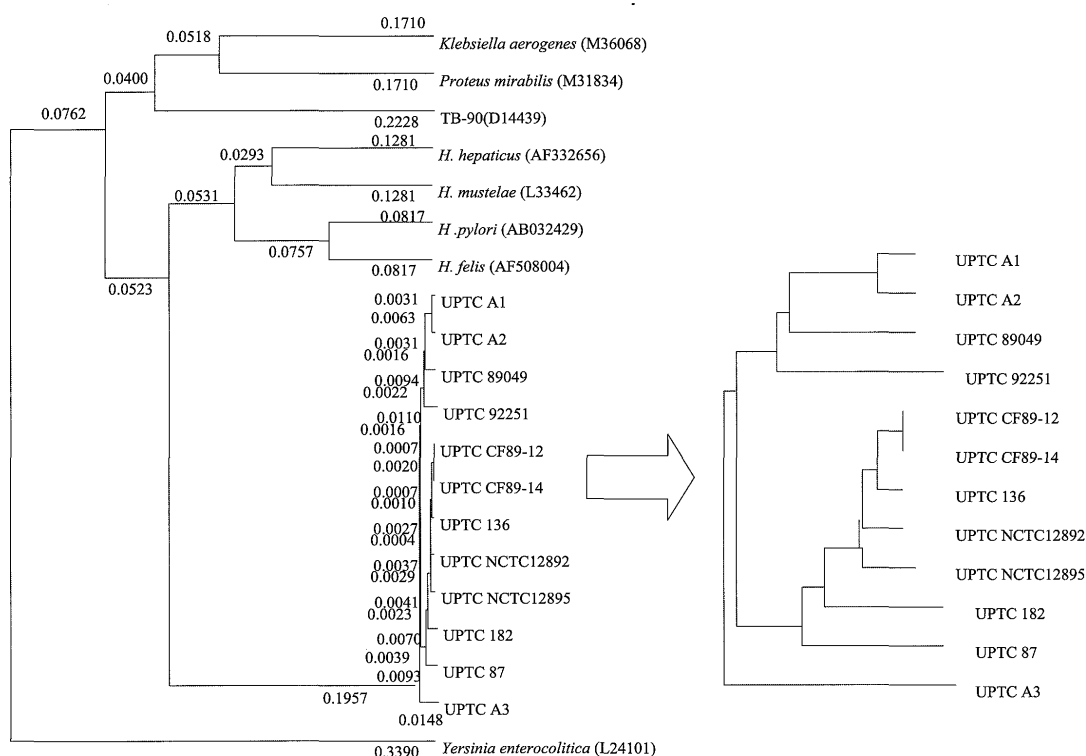 0.1710
0.0518
Klebsiella aerogenes (M36068)
0.0400
Proteus mirabilis (M31834)
0.1710
0.0762
TB-90(D14439)
0.2228
0.1281
0.0293
H. hepaticus (AF332656)
0.0531
H. mustelae (L33462)
0.1281
0.0817
H .pylori (AB032429)
0.0757
H. felis (AF508004)
0.0817
0.0523
0.0031
UPTC A1
0.0063
0.0031
UPTC A2
0.0016
0.0094
UPTC 89049
0.0022
0.0110
UPTC 92251
0.0016
0.0007
UPTC CF89-12
0.0020
0.0007
UPTC CF89-14
0.0010
0.0027
UPTC 136
0.0004
0.0037
UPTC NCTC12892
0.0029
0.0041
UPTC NCTC12895
0.0023
0.0070
UPTC 182
0.0039
0.0093
UPTC 87
0.1957
UPTC A3
0.0148
Yersinia enterocolitica (L24101)
0.3390
UPTC A1
UPTC A2
UPTC 89049
UPTC 92251
UPTC CF89-12
UPTC CF89-14
UPTC 136
UPTC NCTC12892
UPTC NCTC12895
UPTC 182
UPTC 87
UPTC A3